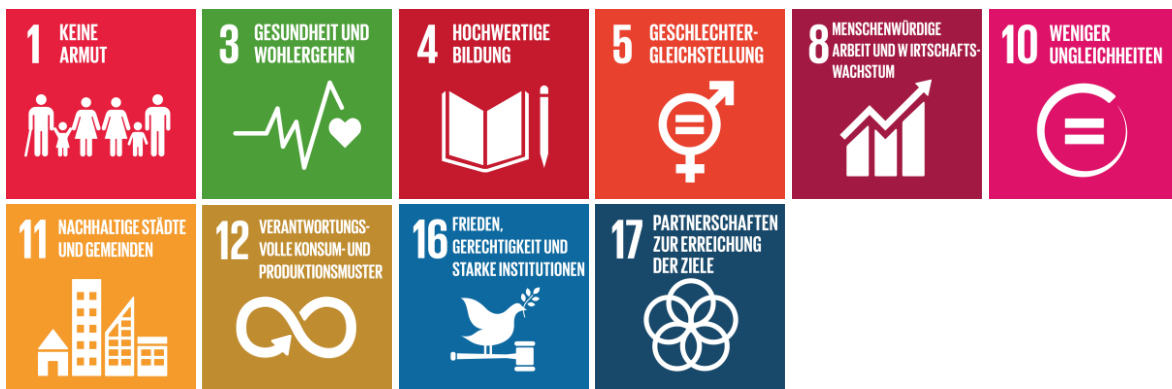 1 KEINE
ARMUT
3 GESUNDHEIT UND
WOHLERGEHEN
4 HOCHWERTIGE
BILDUNG
5 GESCHLECHTER-
GLEICHSTELLUNG
8 MENSCHENWÜRDIGE
ARBEIT UND WIRTSCHAFTS-
WACHSTUM
10 WENIGER
UNGLEICHHEITEN
11 NACHHALTIGE STÄDTE
UND GEMEINDEN
12 VERANTWORTUNGS-
VOLLE KONSUM- UND
PRODUKTIONSMUSTER
16 FRIEDEN,
GERECHTIGKEIT UND
STARKE INSTITUTIONEN
17 PARTNERSCHAFTEN
ZUR ERREICHUNG
DER ZIELE